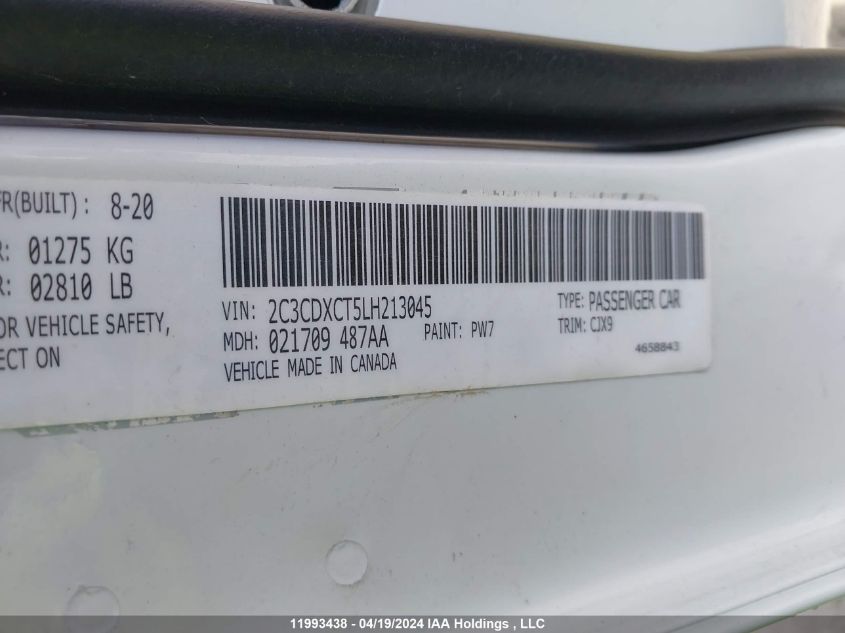 FR(BUILT): 8-20
R: 01275 KG
R: 02810 LB
OR VEHICLE SAFETY,
ECT ON
VIN: 2C3CDXCT5LH213045
TYPE: PASSENGER CAR
MDH: 021709 487AA
PAINT: PW7
TRIM: CJX9
VEHICLE MADE IN CANADA
4658843
11993438 - 04/19/2024 IAA Holdings , LLC